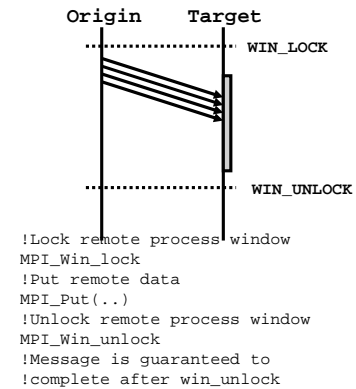 Origin Target
WIN_LOCK
WIN_UNLOCK
!Lock remote process window
MPI_Win_lock
!Put remote data
MPI_Put(..)
!Unlock remote process window
MPI_Win_unlock
!Message is guaranteed to
!complete after win_unlock